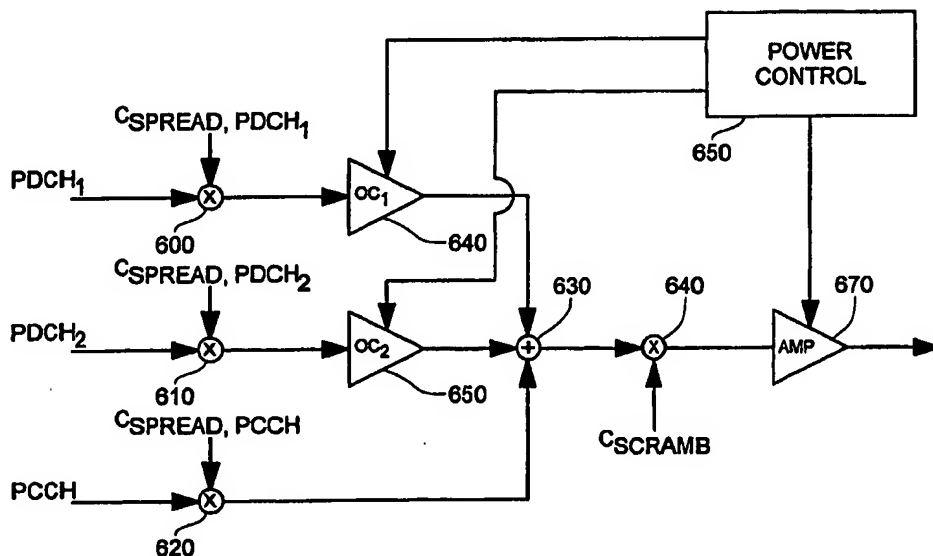 POWER
CONTROL
650
CSPREAD, PDCH1
PDCH1
X
600
OC1
640
CSPREAD, PDCH2
PDCH2
X
610
OC2
650
630
+
640
X
CSCRAMB
670
AMP
CSPREAD, PCCH
PCCH
X
620